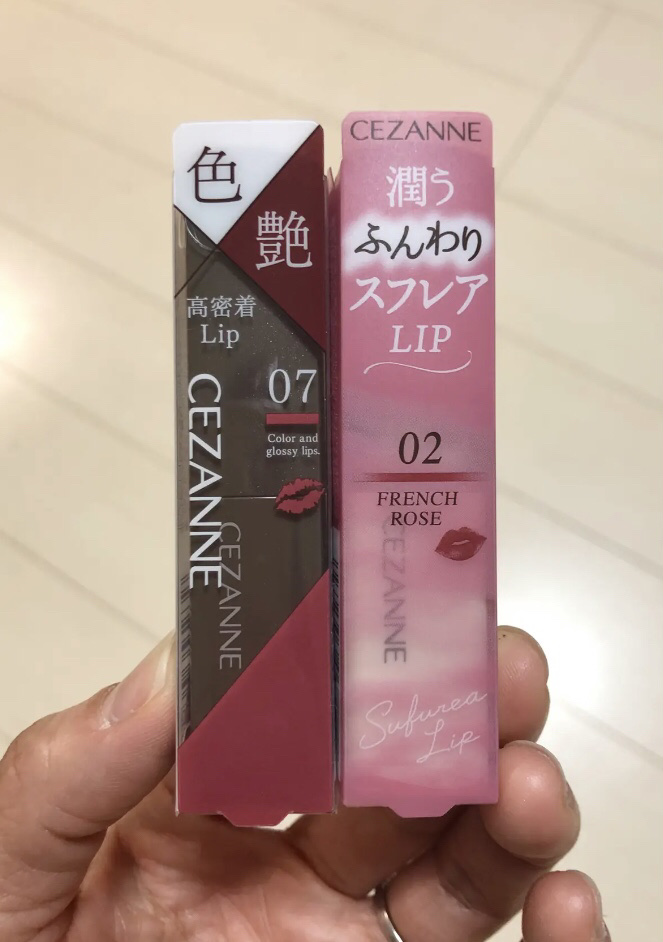 色
艶
高密着
Lip
07
Color and
glossy lips.
CEZANNE
CEZANNE
CEZANNE
潤う
ふんわり
スフレア
LIP
02
FRENCH
ROSE
CEZANNE
Sufurea
Lip